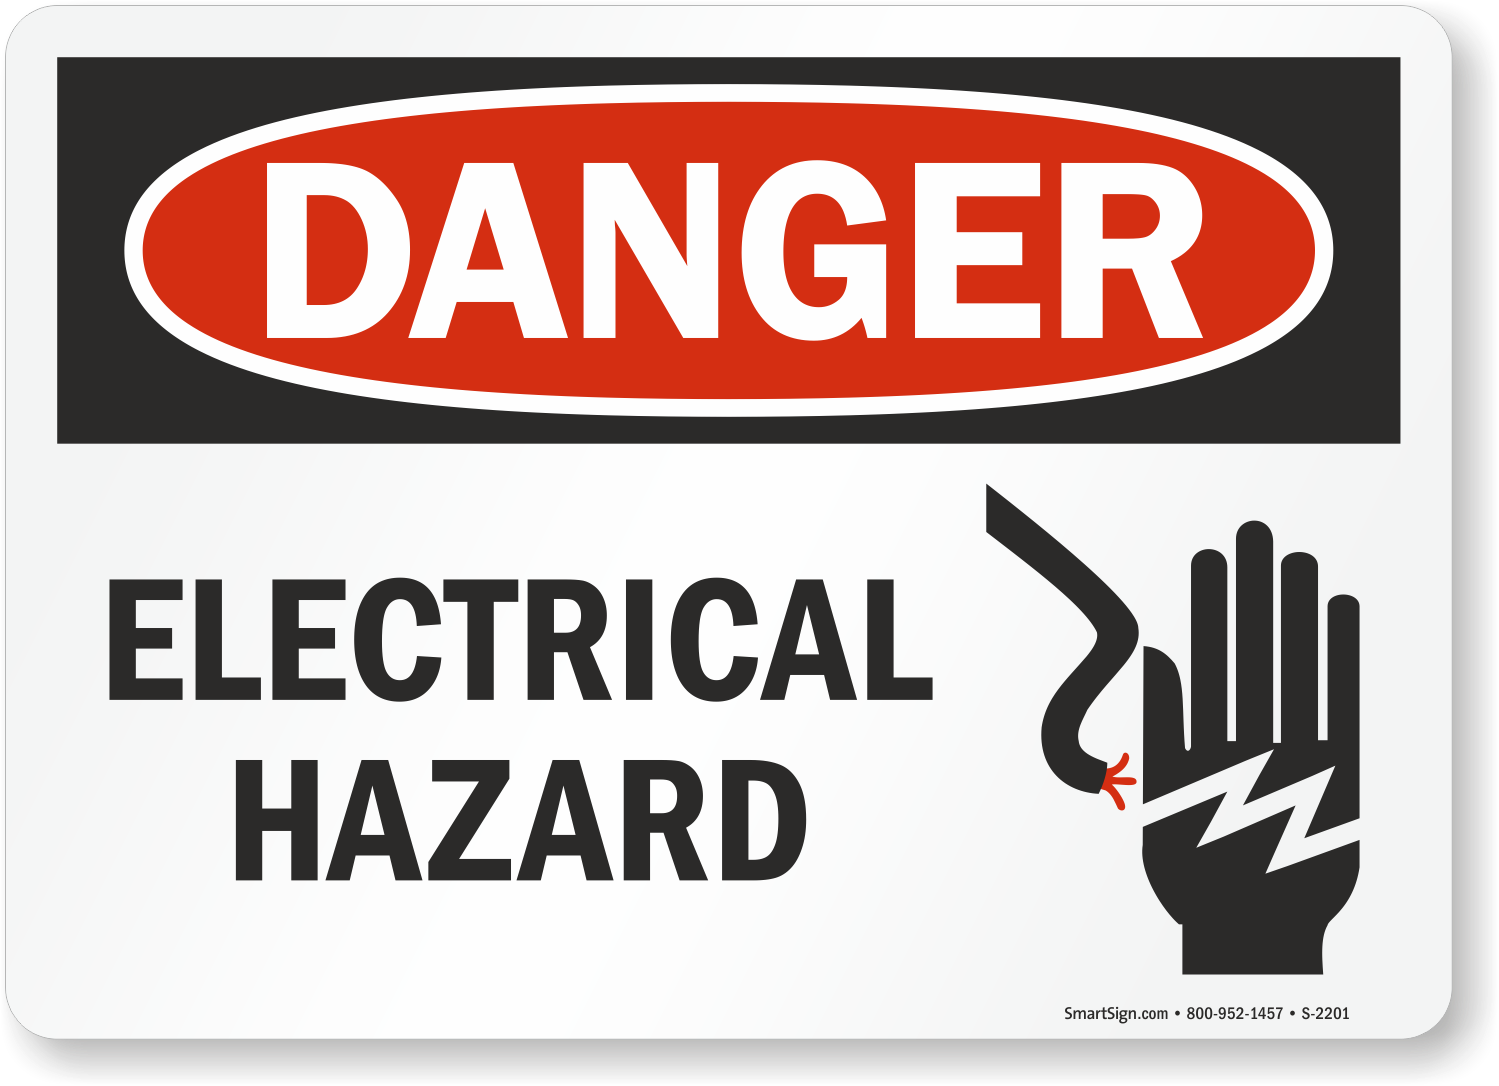 DANGER
ELECTRICAL
HAZARD
SmartSign.com • 800-952-1457 • S-2201